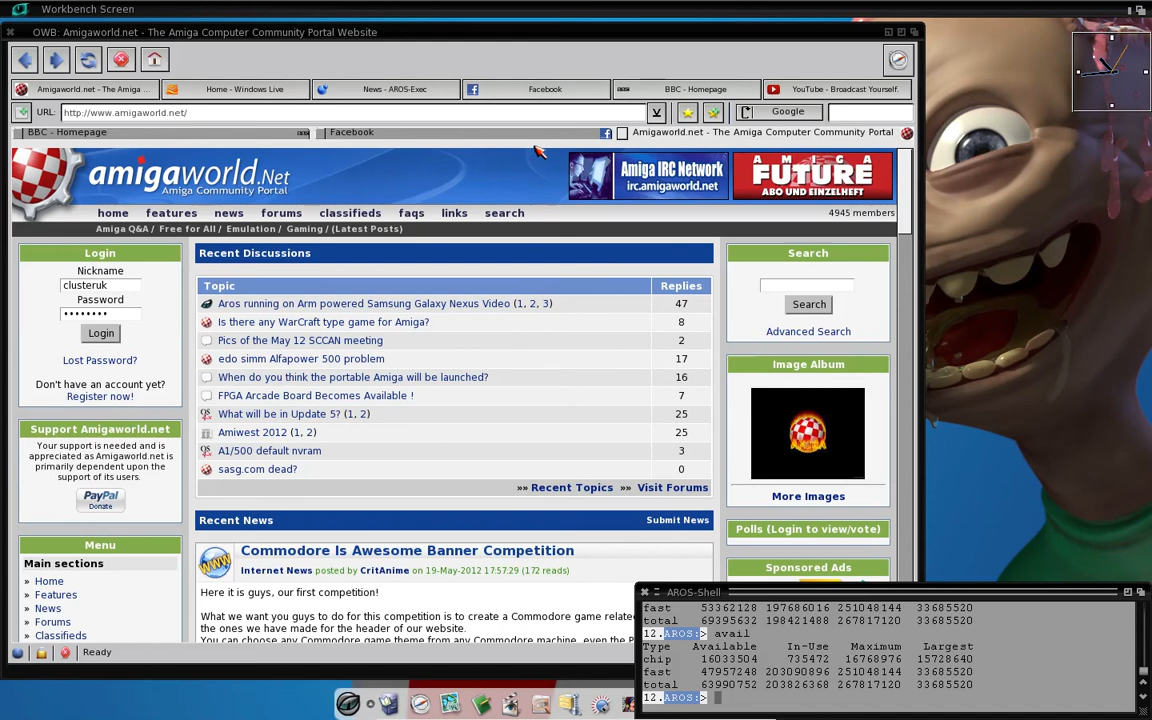 Workbench Screen
OWB: Amigaworld.net - The Amiga Computer Community Portal Website
Amigaworld.net - The Amiga ...
Home - Windows Live
News - AROS-Exec
Facebook
BBC - Homepage
YouTube - Broadcast Yourself.
URL: http://www.amigaworld.net/
Google
BBC - Homepage
Facebook
Amigaworld.net - The Amiga Computer Community Portal
amigaworld.Net
Amiga Community Portal
Amiga IRC Network
irc.amigaworld.net
AMIGA
FUTURE
ABO UND EINZELHEFT
home features news forums classifieds faqs links search
4945 members
Amiga Q&A / Free for All / Emulation / Gaming / (Latest Posts)
Login
Nickname
clusteruk
Password
••••••••
Login
Lost Password?
Don't have an account yet?
Register now!
Support Amigaworld.net
Your support is needed and is
appreciated as Amigaworld.net is
primarily dependent upon the
support of its users.
PayPal
Donate
Menu
Main sections
» Home
» Features
» News
» Forums
» Classifieds
Recent Discussions
Topic Replies
Aros running on Arm powered Samsung Galaxy Nexus Video (1, 2, 3) 47
Is there any WarCraft type game for Amiga? 8
Pics of the May 12 SCCAN meeting 2
edo simm Alfapower 500 problem 17
When do you think the portable Amiga will be launched? 16
FPGA Arcade Board Becomes Available ! 7
What will be in Update 5? (1, 2) 25
Amiwest 2012 (1, 2) 25
A1/500 default nvram 3
sasg.com dead? 0
»» Recent Topics »» Visit Forums
Recent News Submit News
WWW
Commodore Is Awesome Banner Competition
Internet News posted by CritAnime on 19-May-2012 17:57:29 (172 reads)
Here it is guys, our first competition!
What we want you guys to do for this competition is to create a Commodore game
the ones we have made for the header of our website.
You can choose any Commodore game theme from any Commodore machine, even the
Search
Search
Advanced Search
Image Album
More Images
Polls (Login to view/vote)
Sponsored Ads
Ready
AROS-Shell
fast 53362128 197686016 251048144 33685520
total 69395632 198421488 267817120 33685520
12.AROS:> avail
Type Available In-Use Maximum Largest
chip 16033504 735472 16768976 15728640
fast 47957248 203090896 251048144 33685520
total 63990752 203826368 267817120 33685520
12.AROS:>